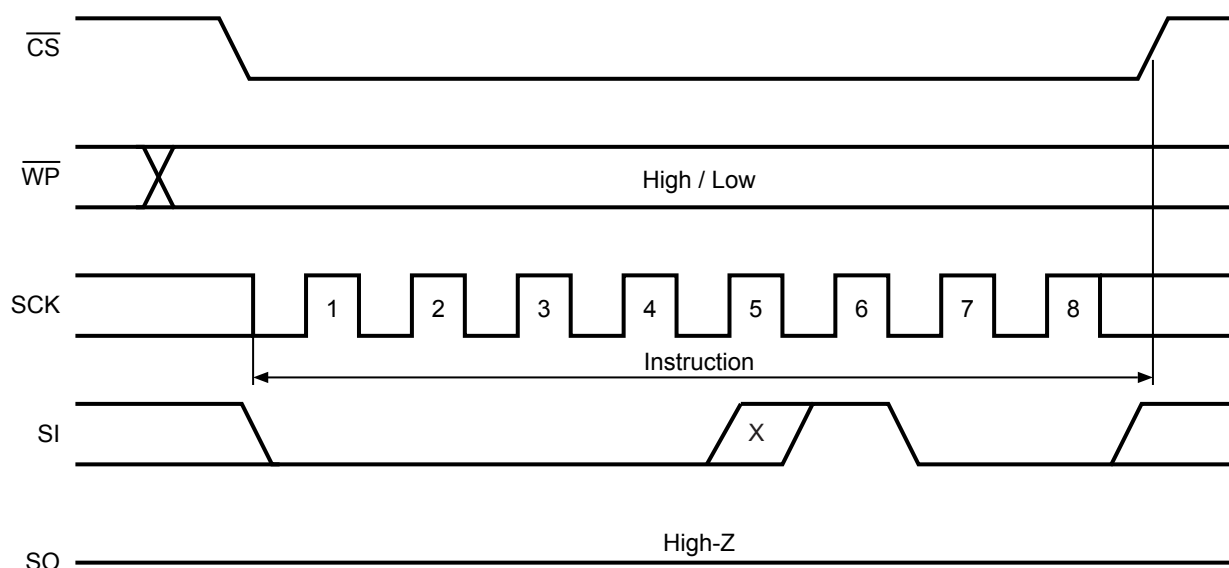 CS
WP
High / Low
SCK
1 2 3 4 5 6 7 8
Instruction
SI
X
High-Z
SO